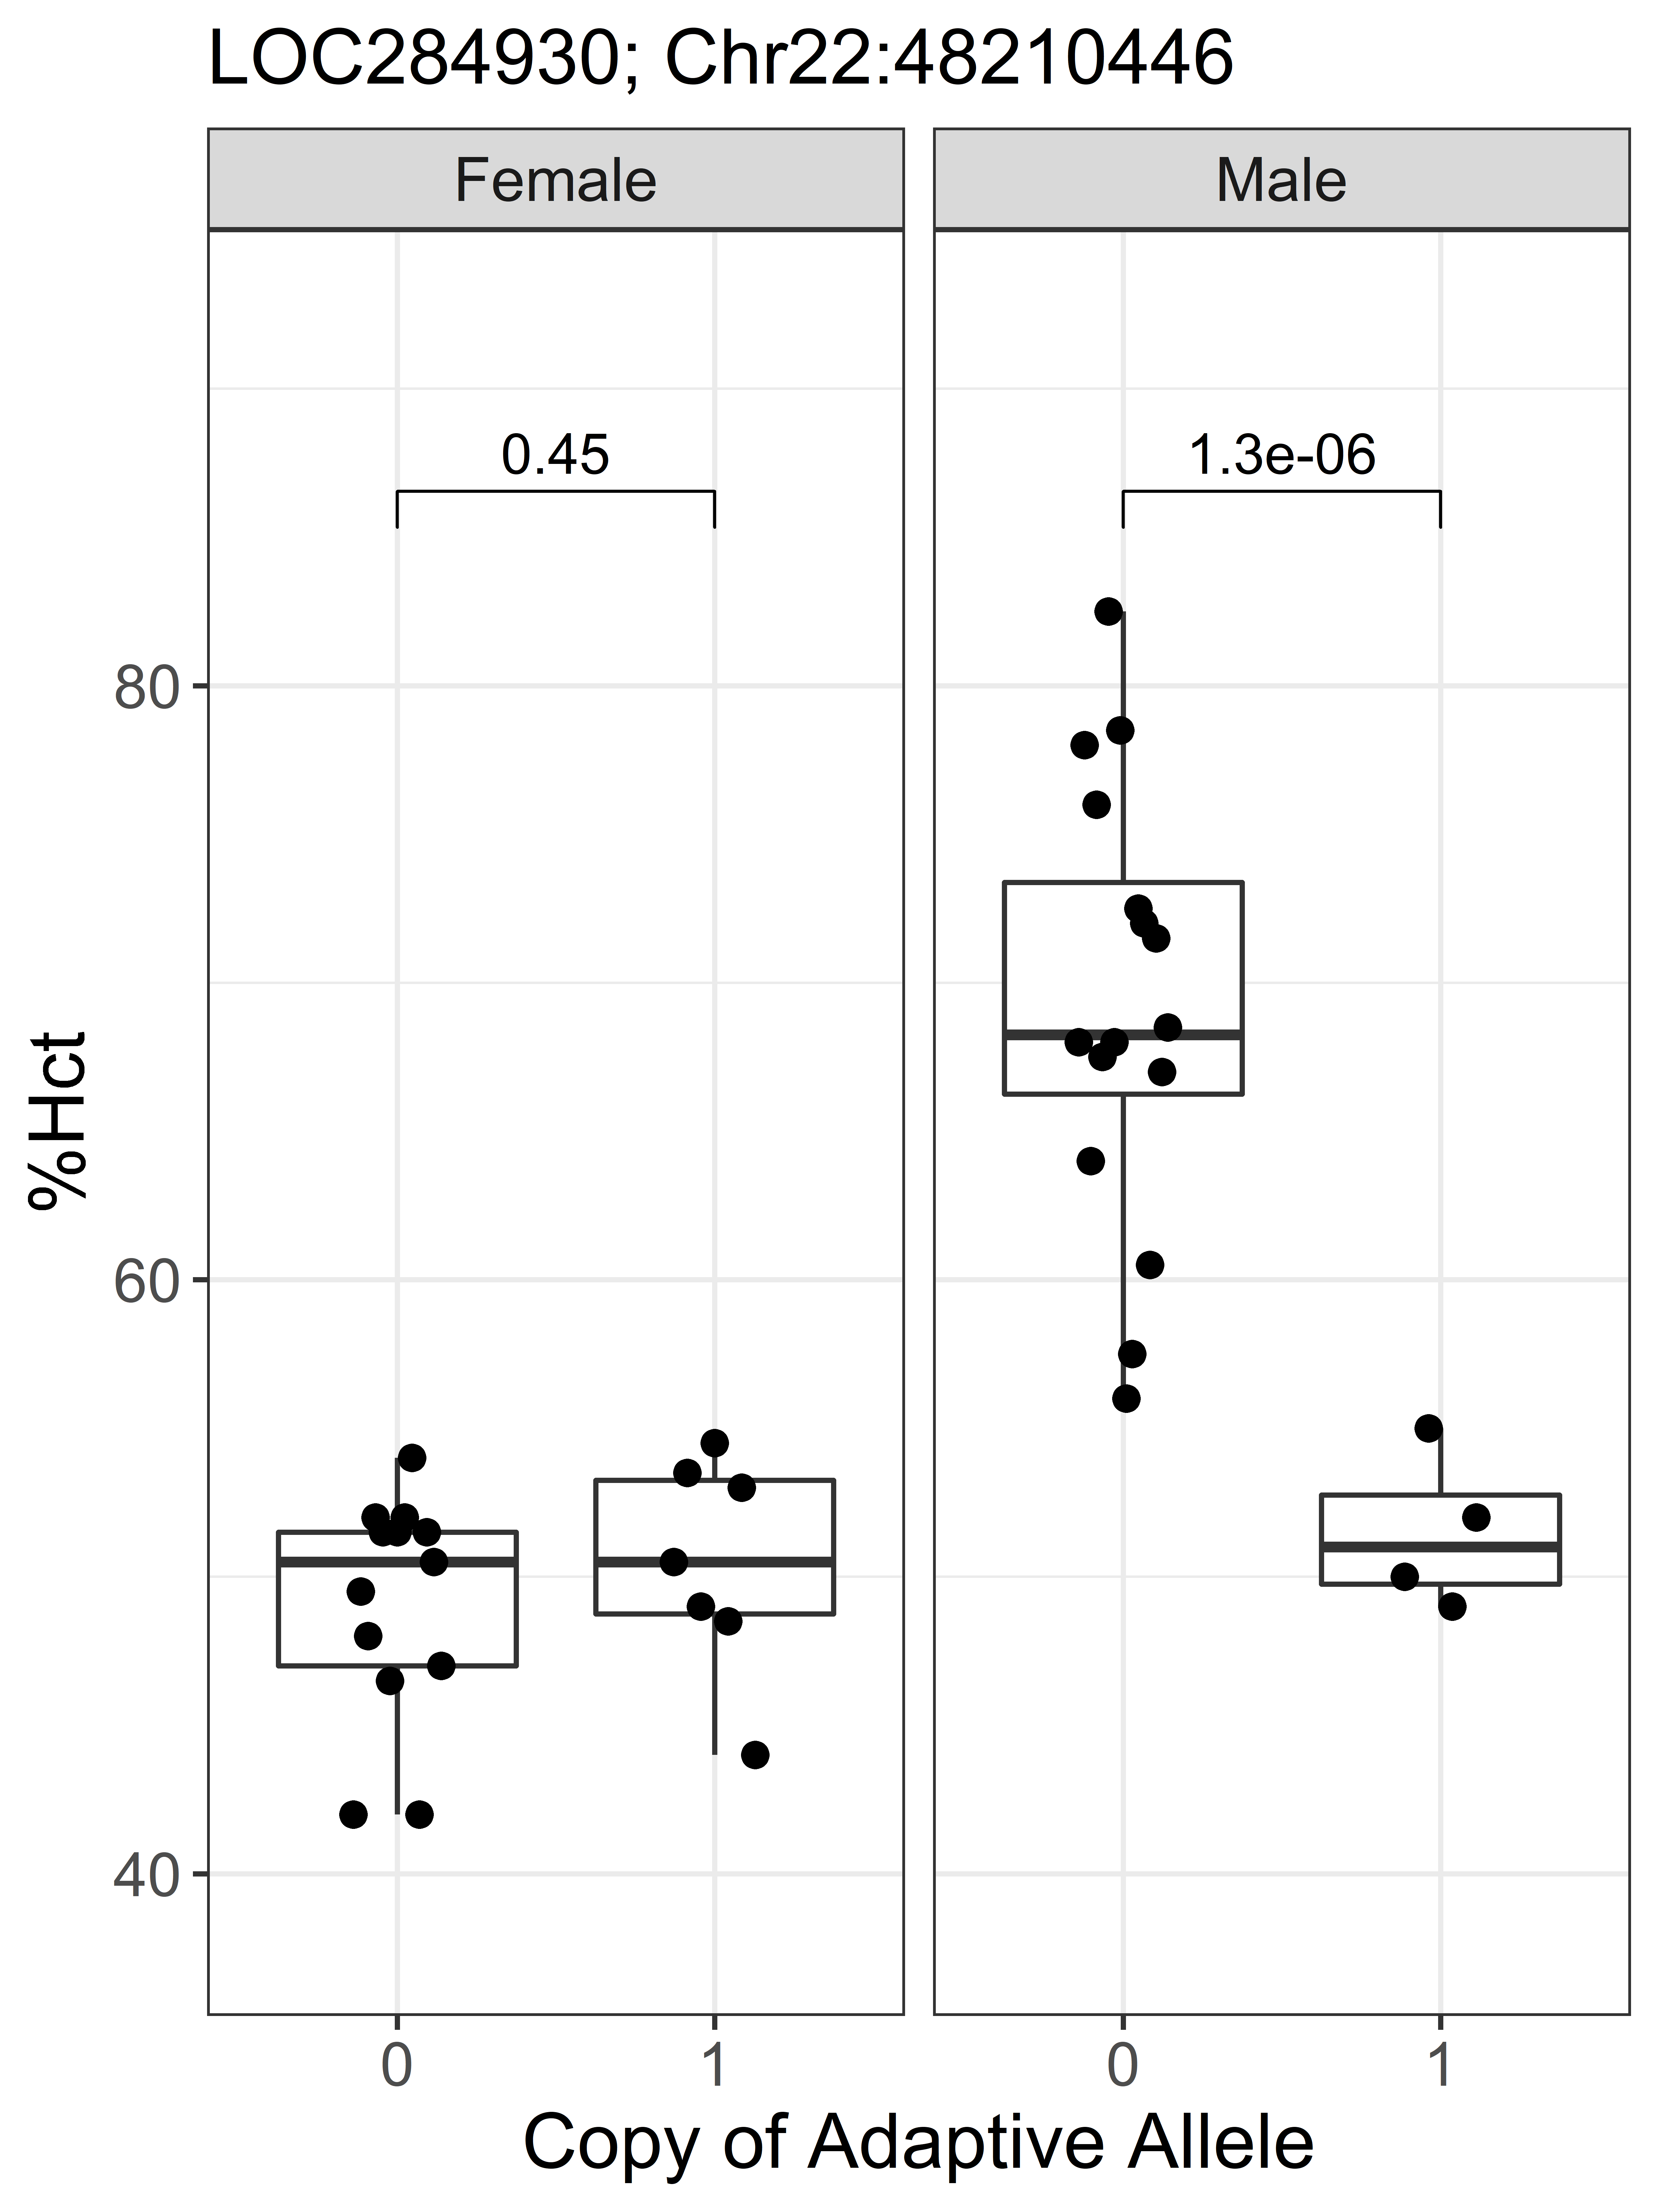 LOC284930; Chr22:48210446
Female
Male
0.45
1.3e-06
80
60
40
%Hct
0
1
0
1
Copy of Adaptive Allele